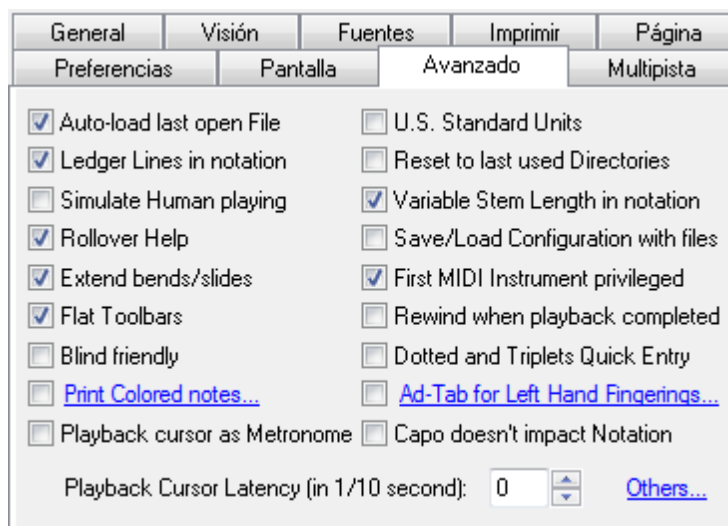 General Visión Fuentes Imprimir Página
Preferencias Pantalla Avanzado Multipista
Auto-load last open File U.S. Standard Units
Ledger Lines in notation Reset to last used Directories
Simulate Human playing Variable Stem Length in notation
Rollover Help Save/Load Configuration with files
Extend bends/slides First MIDI Instrument privileged
Flat Toolbars Rewind when playback completed
Blind friendly Dotted and Triplets Quick Entry
Print Colored notes... Ad-Tab for Left Hand Fingerings...
Playback cursor as Metronome Capo doesn't impact Notation
Playback Cursor Latency (in 1/10 second): 0 Others...